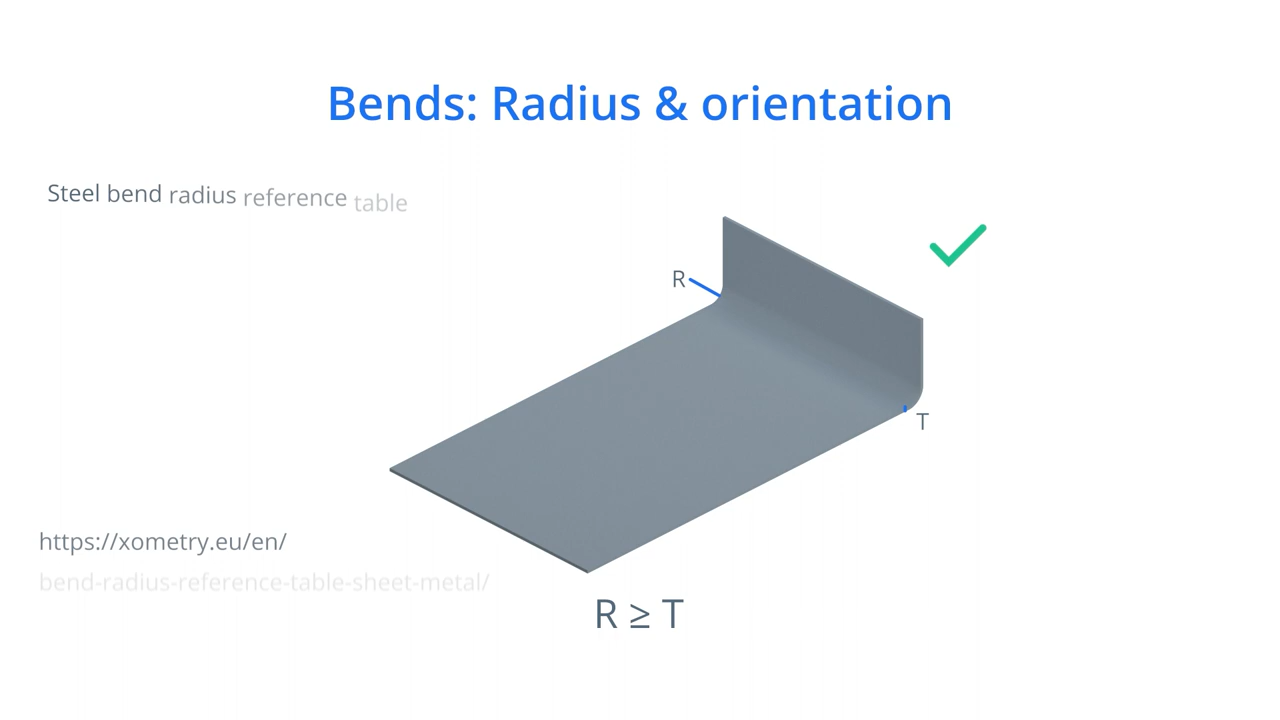 Bends: Radius & orientation
Steel bend radius reference table
R
T
https://xometry.eu/en/
bend-radius-reference-table-sheet-metal/
R ≥ T